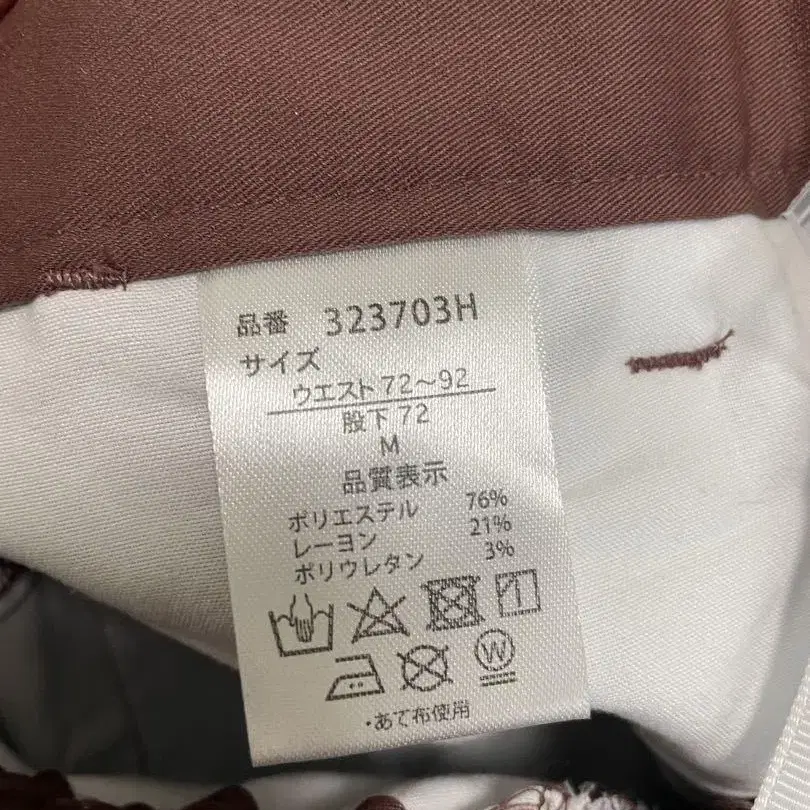 品番 323703H
サイズ
ウエスト72~92
股下72
M
品質表示
ポリエステル 76%
レーヨン 21%
ポリウレタン 3%
W
・あて布使用